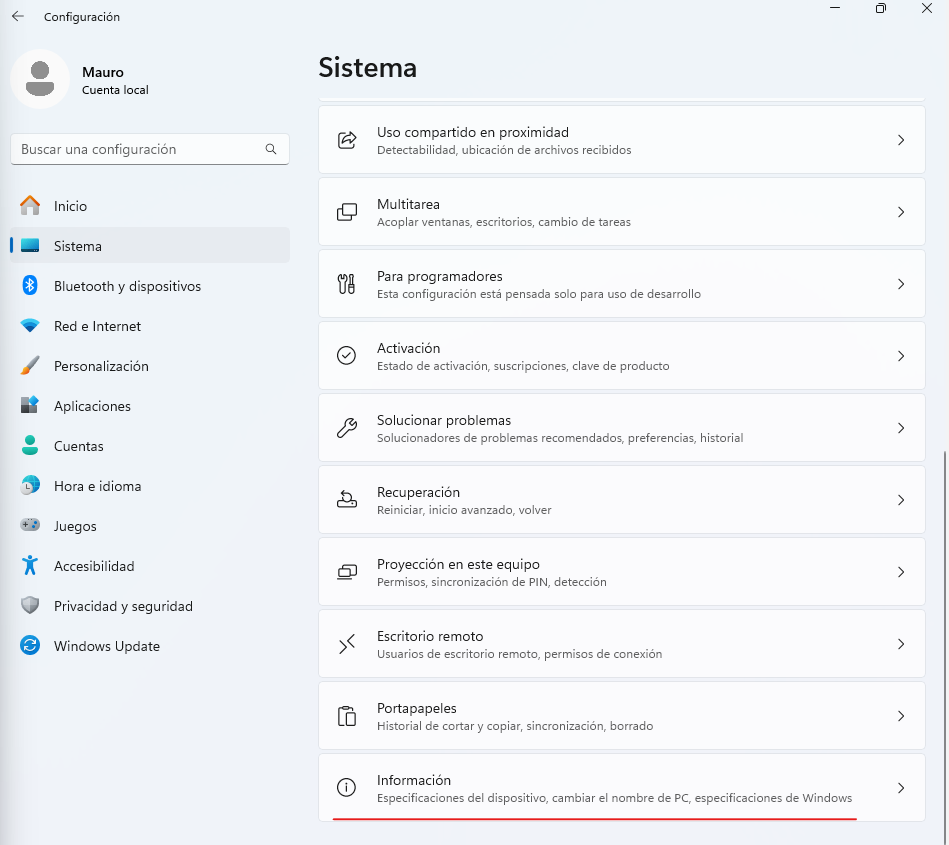 Configuración
Mauro
Cuenta local
Buscar una configuración
Inicio
Sistema
Bluetooth y dispositivos
Red e Internet
Personalización
Aplicaciones
Cuentas
Hora e idioma
Juegos
Accesibilidad
Privacidad y seguridad
Windows Update
Sistema
Uso compartido en proximidad
Detectabilidad, ubicación de archivos recibidos
Multitarea
Acoplar ventanas, escritorios, cambio de tareas
Para programadores
Esta configuración está pensada solo para uso de desarrollo
Activación
Estado de activación, suscripciones, clave de producto
Solucionar problemas
Solucionadores de problemas recomendados, preferencias, historial
Recuperación
Reiniciar, inicio avanzado, volver
Proyección en este equipo
Permisos, sincronización de PIN, detección
Escritorio remoto
Usuarios de escritorio remoto, permisos de conexión
Portapapeles
Historial de cortar y copiar, sincronización, borrado
Información
Especificaciones del dispositivo, cambiar el nombre de PC, especificaciones de Windows